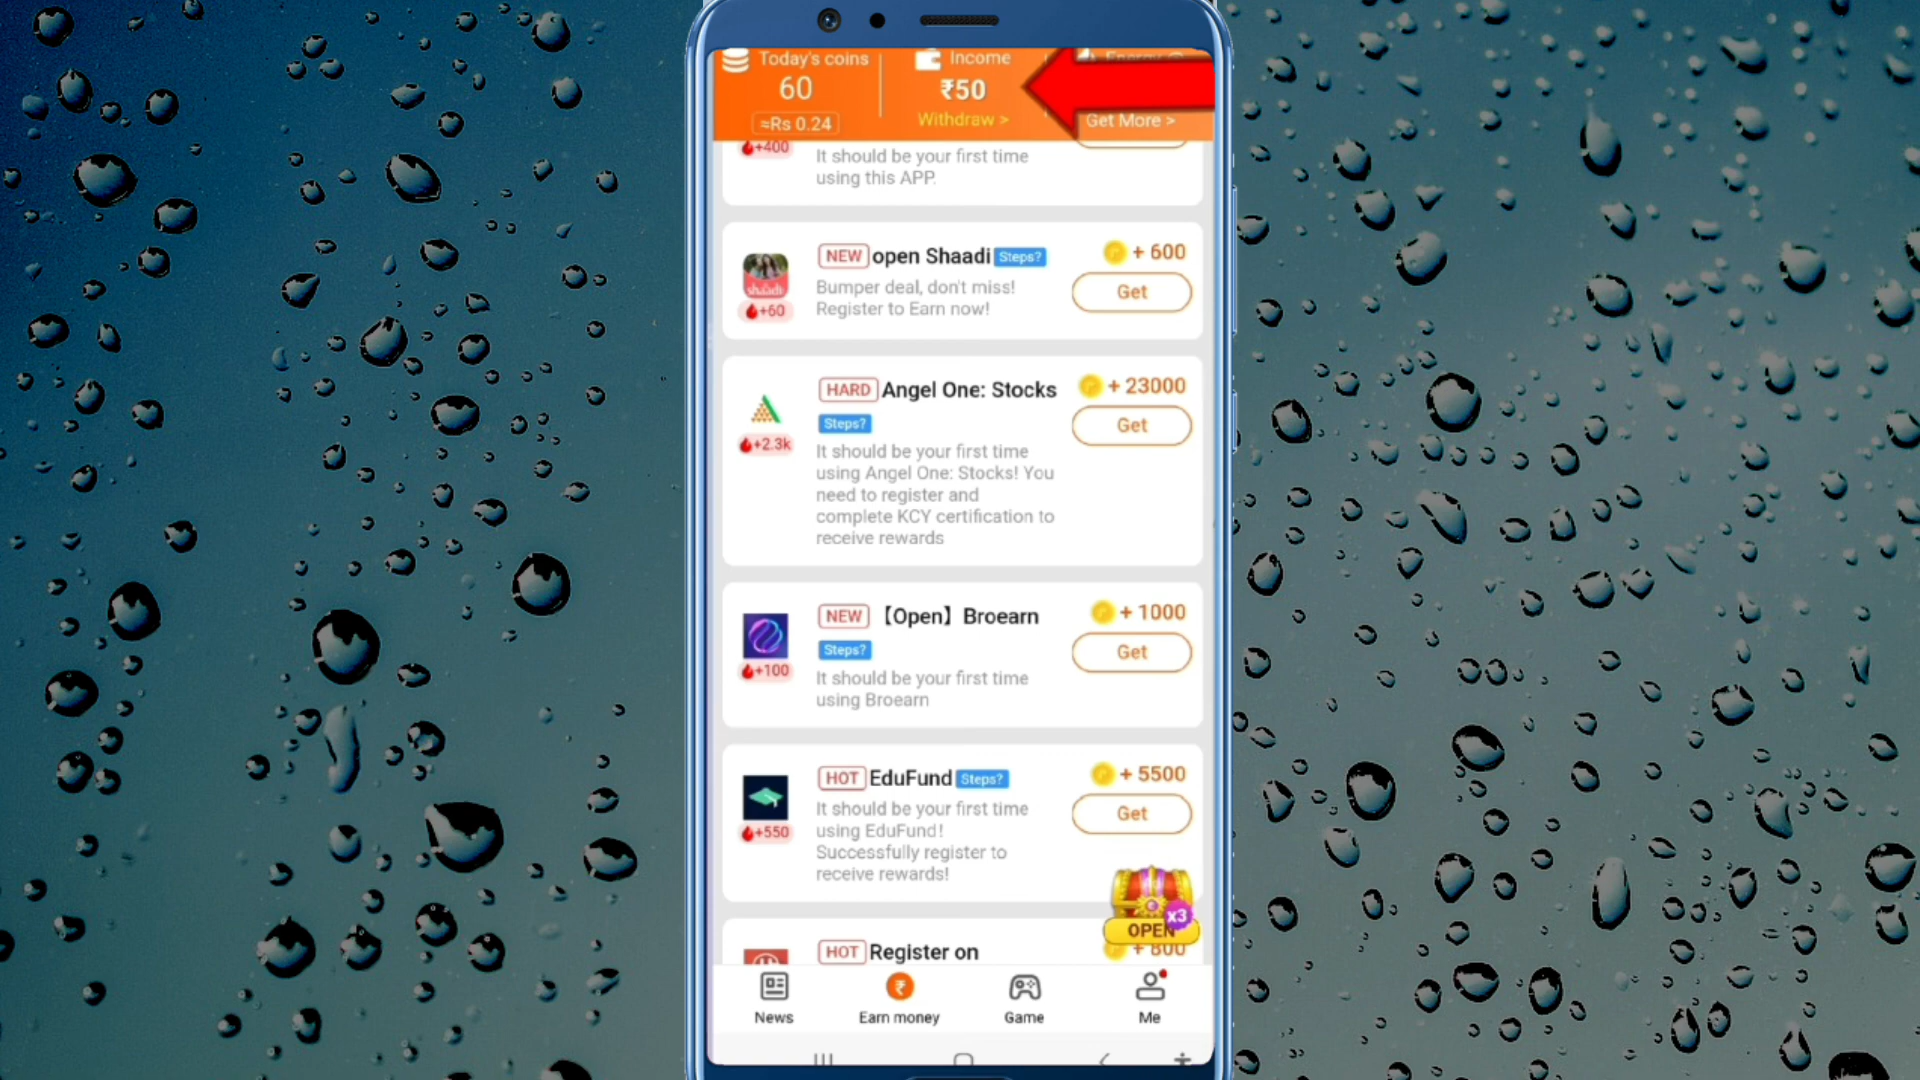 Today's coins
60
≈Rs 0.24
Income
₹50
Withdraw >
Energy
Get More >
+400
It should be your first time
using this APP.
NEW open Shaadi Steps?
+ 600
Get
Bumper deal, don't miss!
Register to Earn now!
shaadi
+60
HARD Angel One: Stocks
Steps?
+ 23000
Get
+2.3k
It should be your first time
using Angel One: Stocks! You
need to register and
complete KCY certification to
receive rewards
NEW 【Open】Broearn
Steps?
+ 1000
Get
+100
It should be your first time
using Broearn
HOT EduFund Steps?
+ 5500
Get
+550
It should be your first time
using EduFund!
Successfully register to
receive rewards!
x3
OPEN
HOT Register on
+ 800
News
Earn money
Game
Me